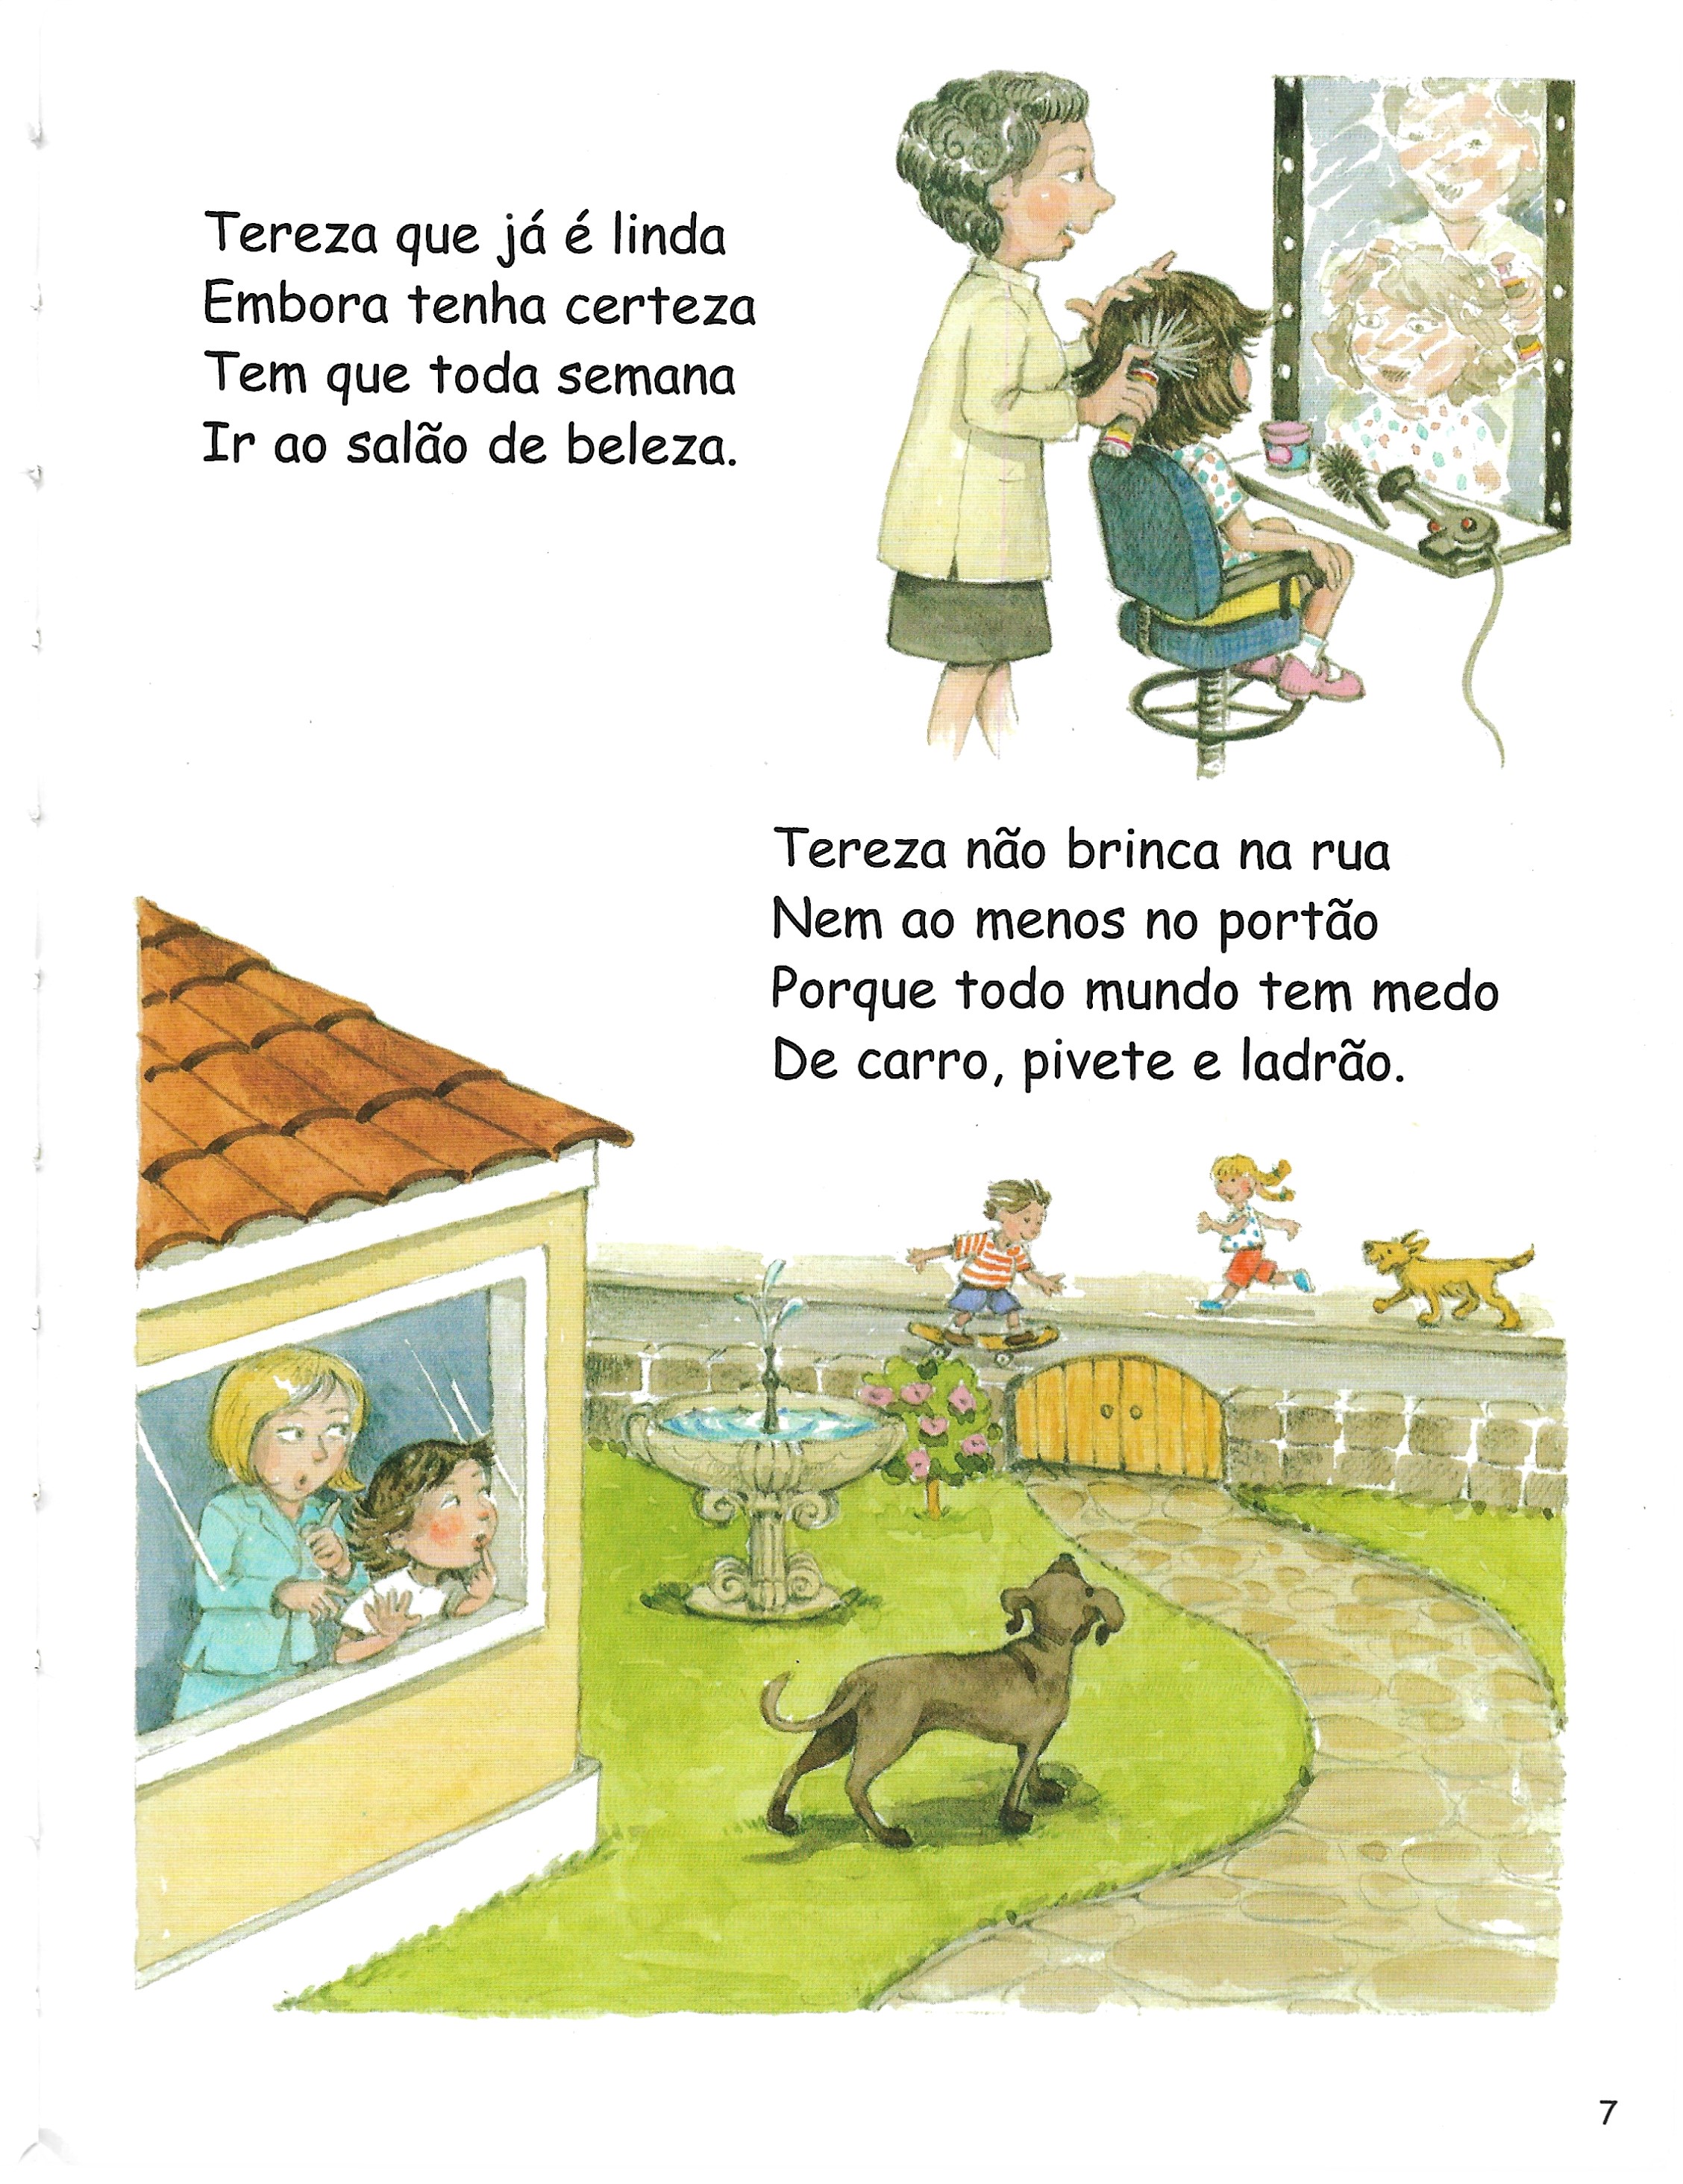 Tereza que já é linda
Embora tenha certeza
Tem que toda semana
Ir ao salão de beleza.
Tereza não brinca na rua
Nem ao menos no portão
Porque todo mundo tem medo
De carro, pivete e ladrão.
7